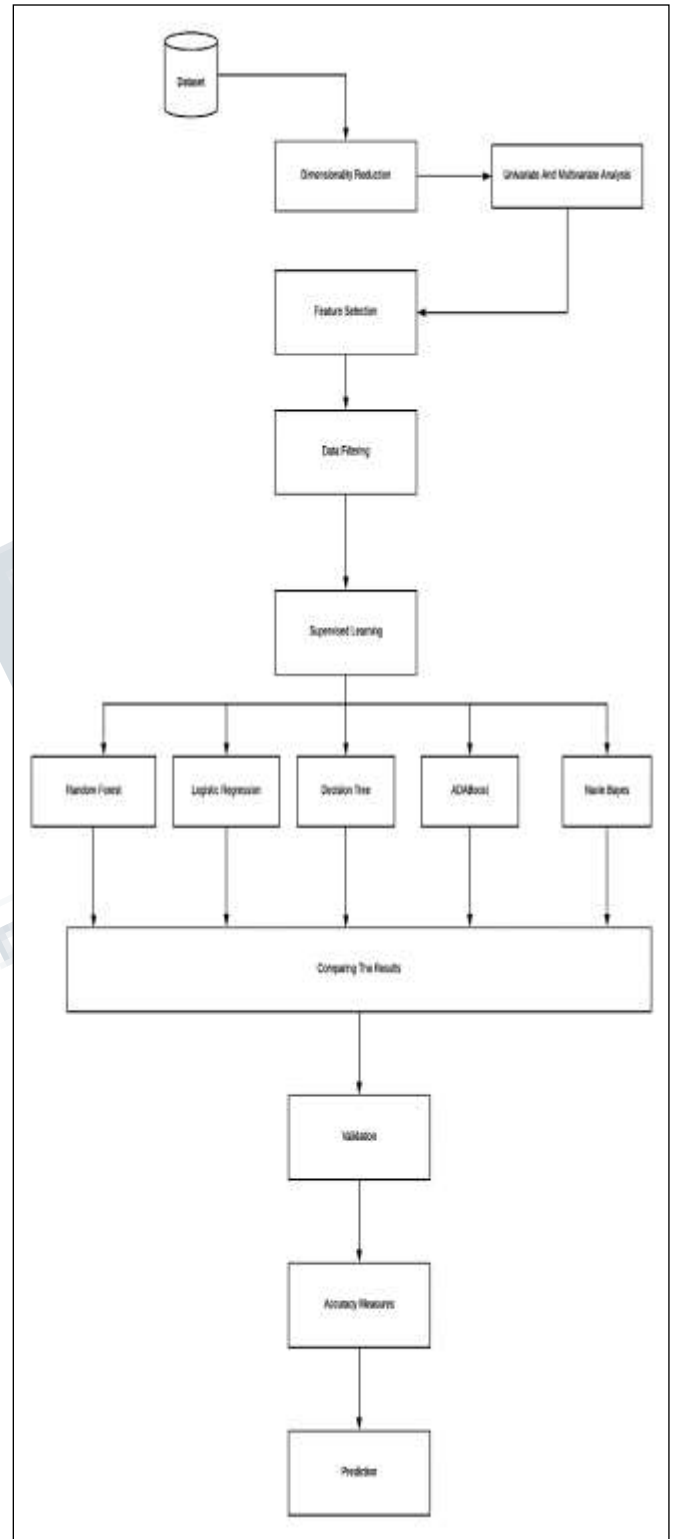 Dataset
Dimensionality Reduction
Univariate And Multivariate Analysis
Feature Selection
Data Filtering
Supervised Learning
Random Forest
Logistic Regression
Decision Tree
ADABoost
Navie Bayes
Comparing The Results
Validation
Accuracy Measures
Prediction